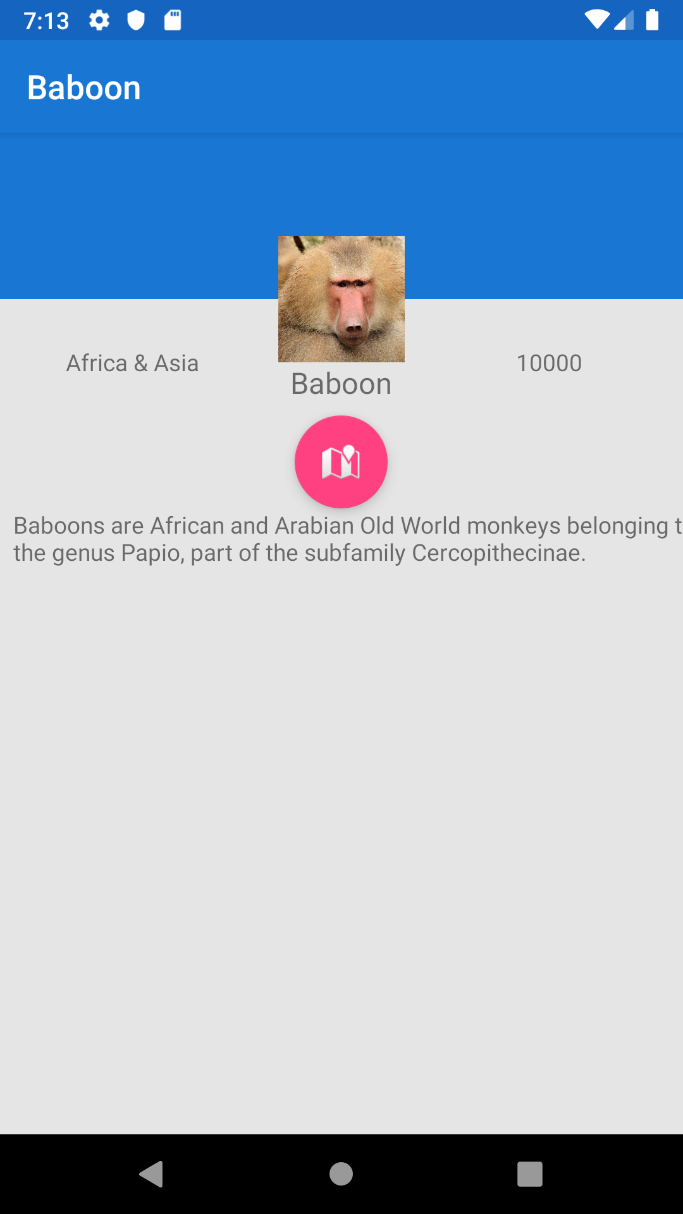 7:13
Baboon
Africa & Asia
10000
Baboon
Baboons are African and Arabian Old World monkeys belonging t
the genus Papio, part of the subfamily Cercopithecinae.